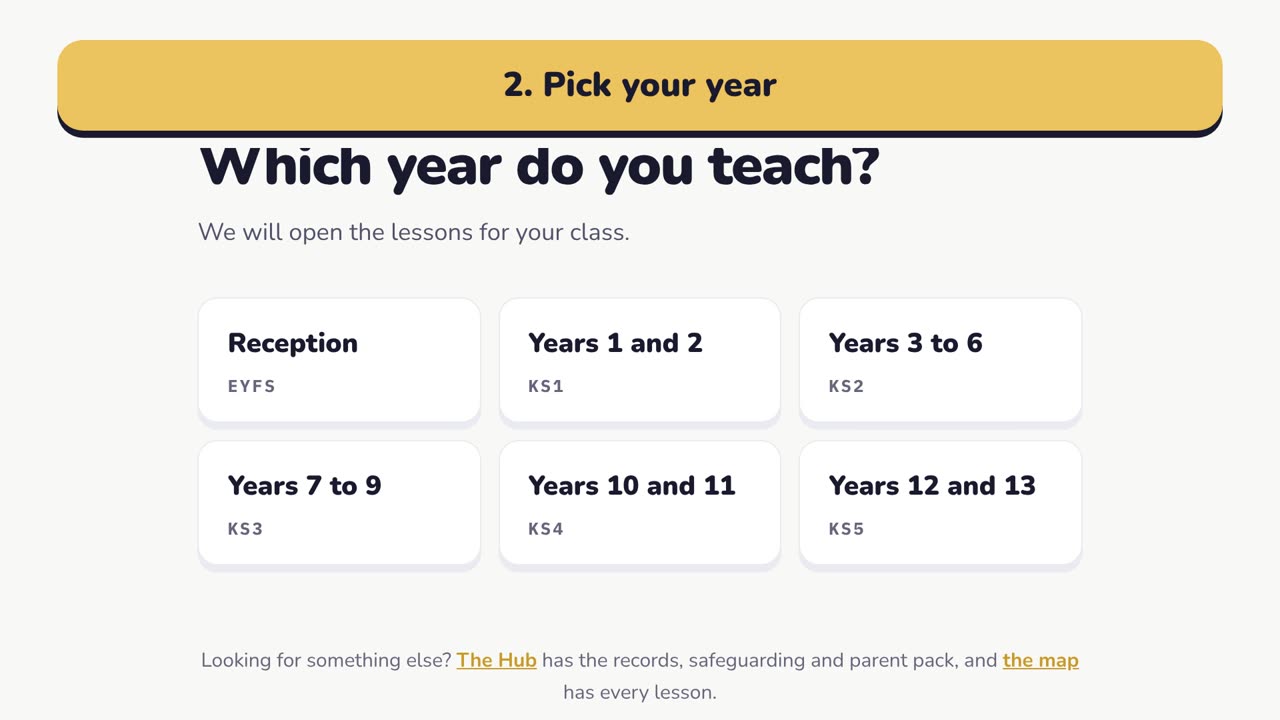 2. Pick your year
Which year do you teach?
We will open the lessons for your class.
Reception
EYFS
Years 1 and 2
KS1
Years 3 to 6
KS2
Years 7 to 9
KS3
Years 10 and 11
KS4
Years 12 and 13
KS5
Looking for something else? The Hub has the records, safeguarding and parent pack, and the map
has every lesson.